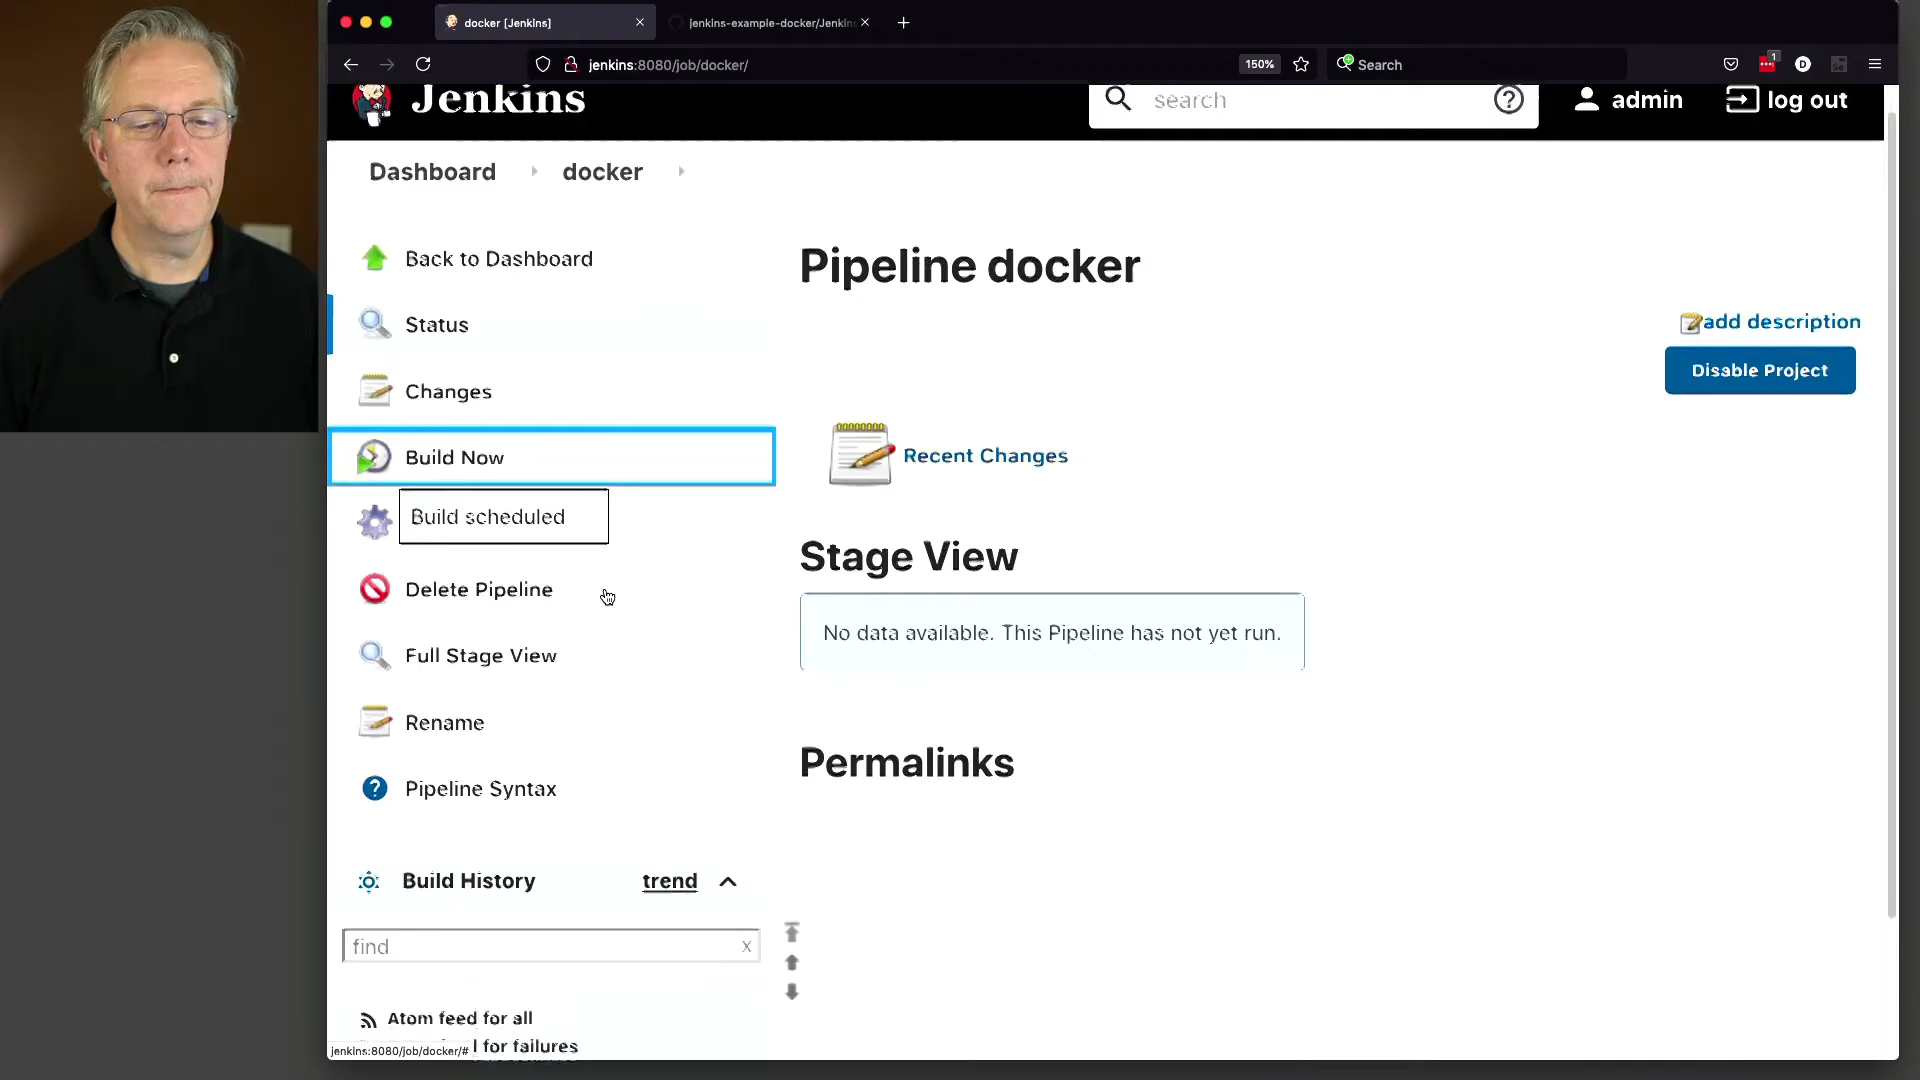 docker [Jenkins]
jenkins-example-docker/Jenkins
jenkins:8080/job/docker/
150%
Search
1
D
Jenkins
search
admin
log out
Dashboard
docker
Back to Dashboard
Status
Changes
Build Now
Build scheduled
Delete Pipeline
Full Stage View
Rename
Pipeline Syntax
Build History
trend
find
x
Atom feed for all
l for failures
jenkins:8080/job/docker/#
Pipeline docker
add description
Disable Project
Recent Changes
Stage View
No data available. This Pipeline has not yet run.
Permalinks